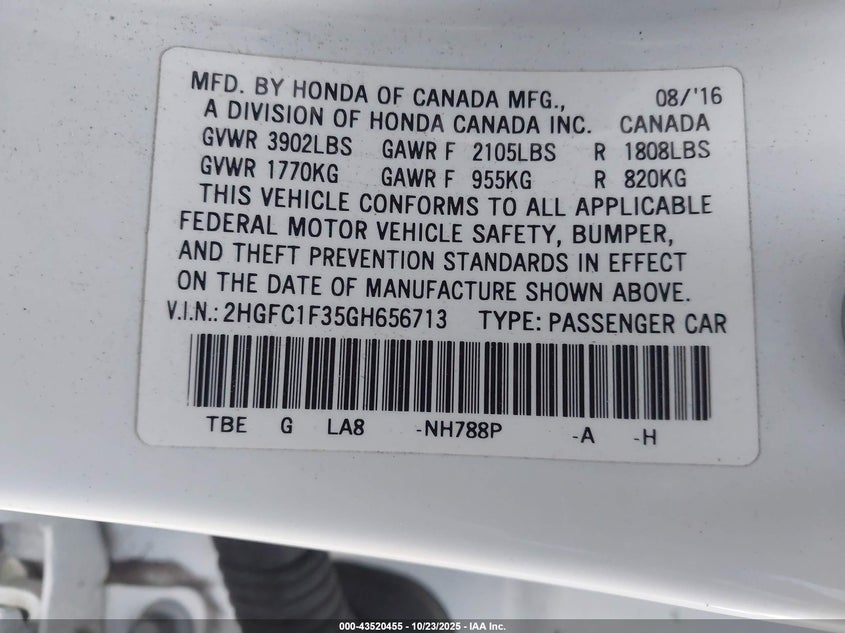 MFD. BY HONDA OF CANADA MFG., 08/'16
A DIVISION OF HONDA CANADA INC. CANADA
GVWR 3902LBS GAWR F 2105LBS R 1808LBS
GVWR 1770KG GAWR F 955KG R 820KG
THIS VEHICLE CONFORMS TO ALL APPLICABLE
FEDERAL MOTOR VEHICLE SAFETY, BUMPER,
AND THEFT PREVENTION STANDARDS IN EFFECT
ON THE DATE OF MANUFACTURE SHOWN ABOVE.
V.I.N.: 2HGFC1F35GH656713 TYPE: PASSENGER CAR
TBE G LA8 -NH788P -A -H
000-43520455 - 10/23/2025 - IAA Inc.